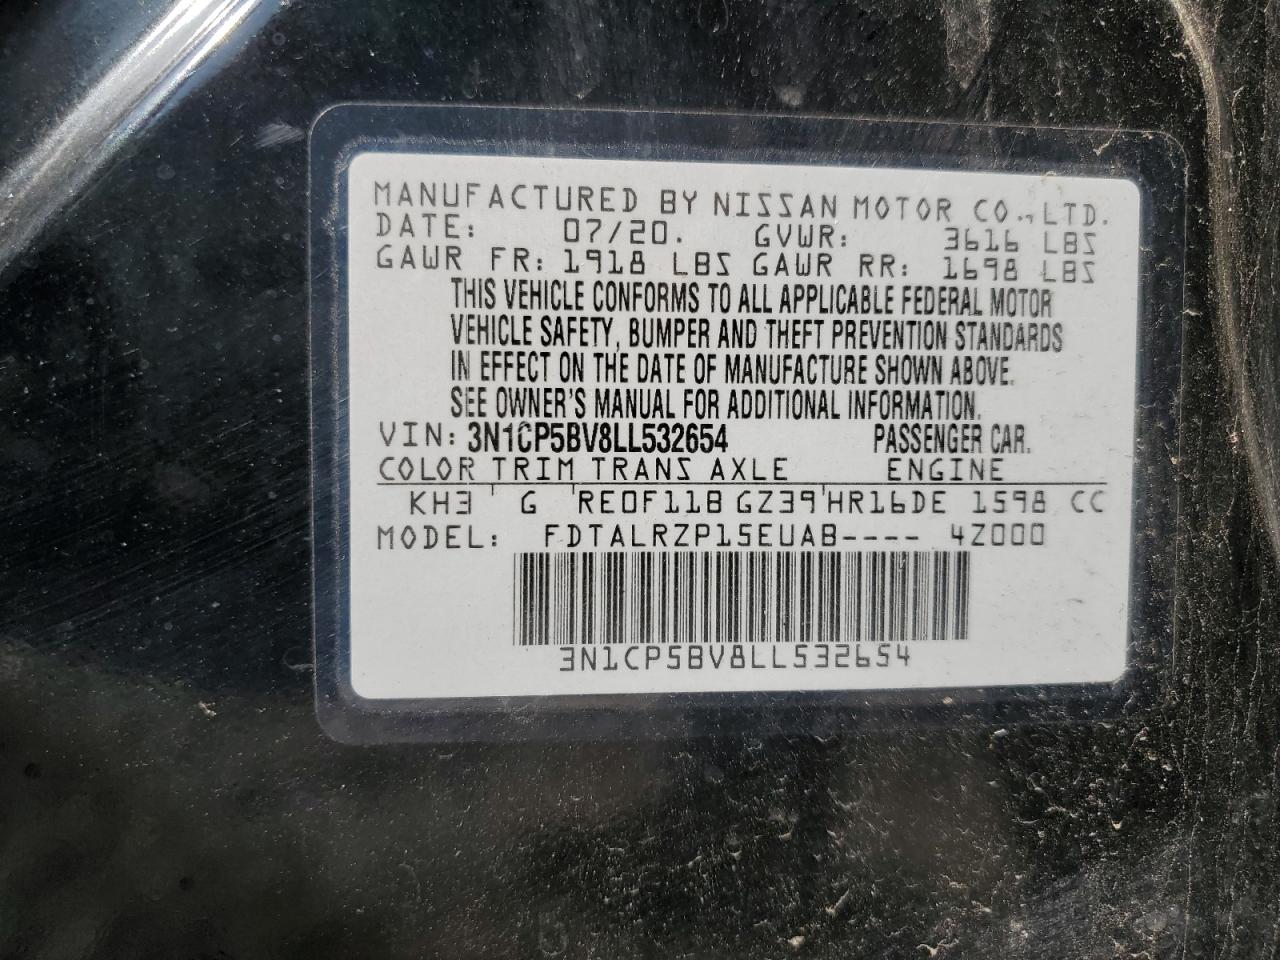 MANUFACTURED BY NISSAN MOTOR CO.,LTD.
DATE: 07/20. GVWR: 3616 LBS
GAWR FR: 1918 LBS GAWR RR: 1698 LBS
THIS VEHICLE CONFORMS TO ALL APPLICABLE FEDERAL MOTOR
VEHICLE SAFETY, BUMPER AND THEFT PREVENTION STANDARDS
IN EFFECT ON THE DATE OF MANUFACTURE SHOWN ABOVE.
SEE OWNER'S MANUAL FOR ADDITIONAL INFORMATION.
VIN: 3N1CP5BV8LL532654 PASSENGER CAR.
COLOR TRIM TRANS AXLE ENGINE
KH3 ' G 'RE0F11B GZ39'HR16DE 1598 CC
MODEL: FDTALRZP15EUAB---- 4Z000
3N1CP5BV8LL532654